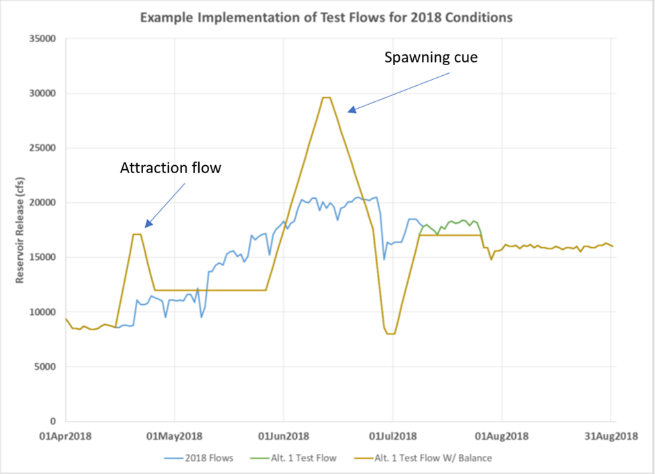 Example Implementation of Test Flows for 2018 Conditions
35000
30000
25000
20000
15000
10000
5000
0
Reservoir Release (cfs)
Spawning cue
Attraction flow
01Apr2018 01May2018 01Jun2018 01Jul2018 01Aug2018 31Aug2018
2018 Flows Alt. 1 Test Flow Alt. 1 Test Flow W/ Balance